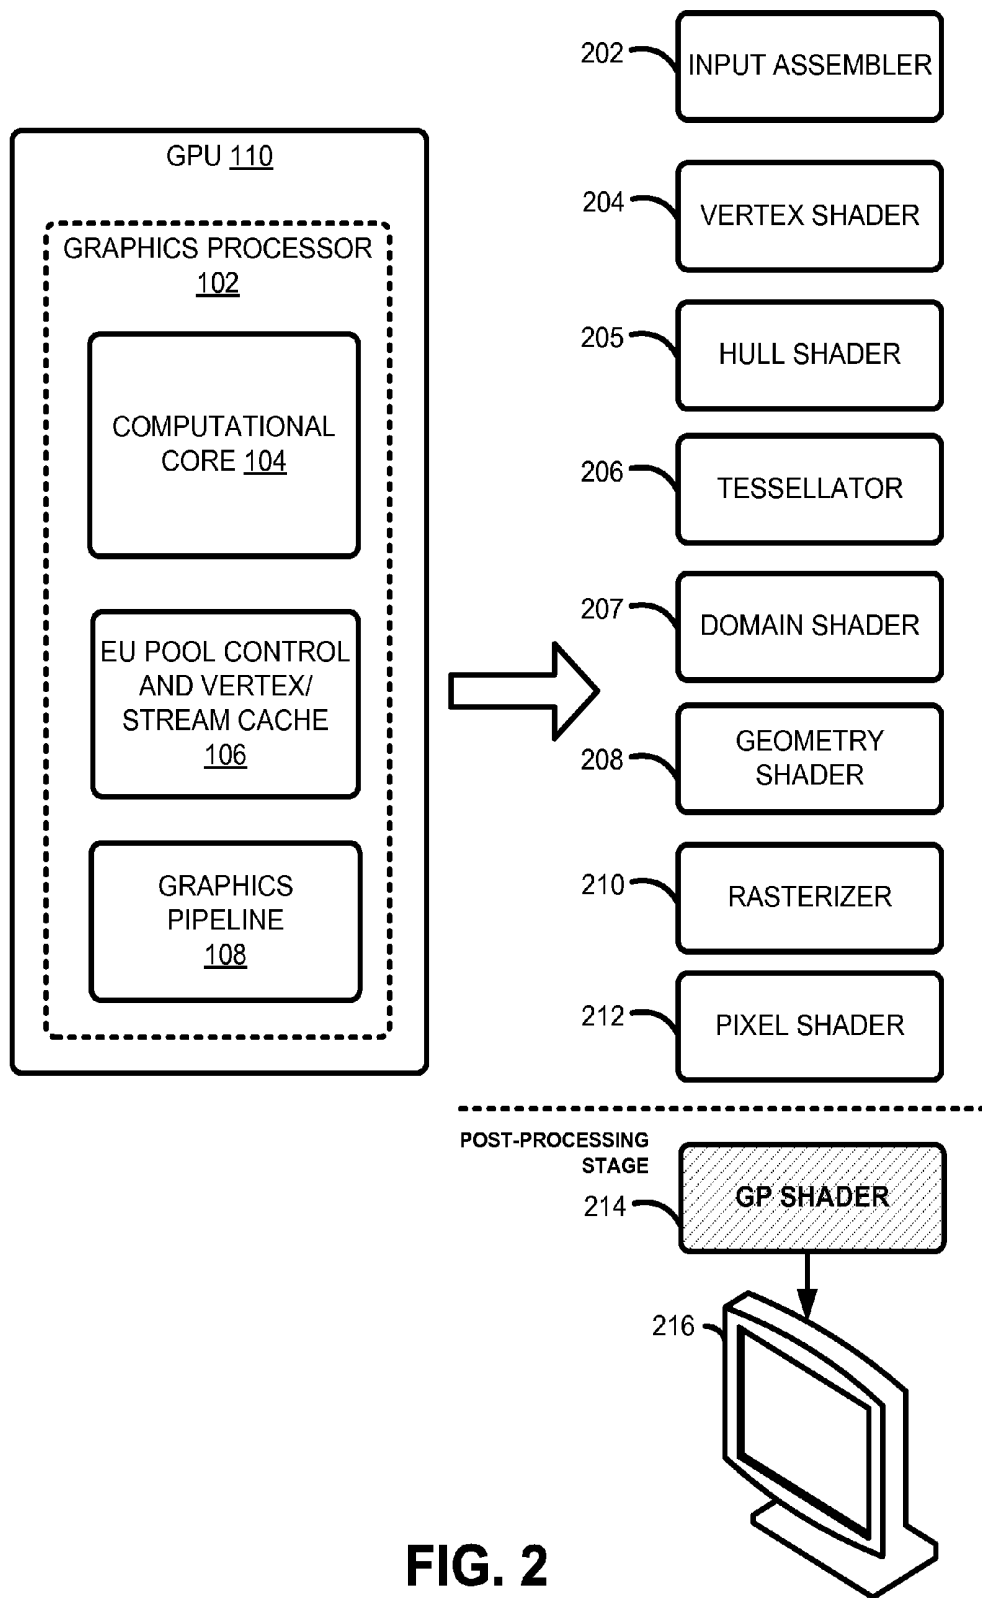 GPU 110
GRAPHICS PROCESSOR
102
COMPUTATIONAL
CORE 104
EU POOL CONTROL
AND VERTEX/
STREAM CACHE
106
GRAPHICS
PIPELINE
108
202
INPUT ASSEMBLER
204
VERTEX SHADER
205
HULL SHADER
206
TESSELLATOR
207
DOMAIN SHADER
208
GEOMETRY
SHADER
210
RASTERIZER
212
PIXEL SHADER
POST-PROCESSING
STAGE
214
GP SHADER
216
FIG. 2